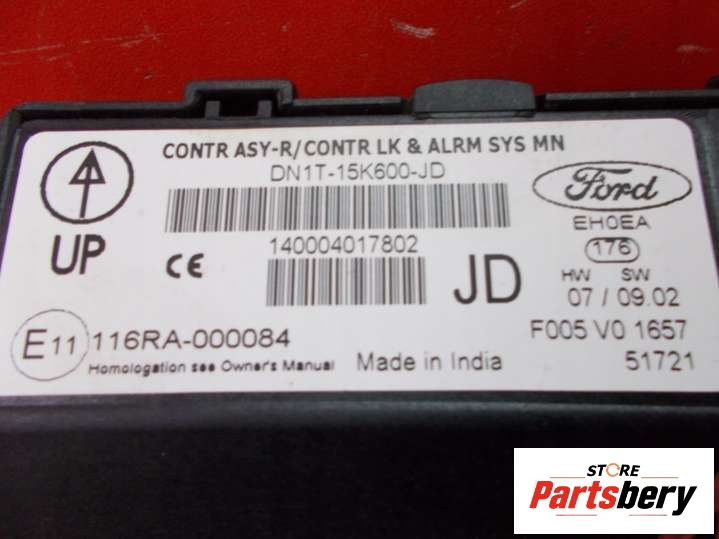 CONTR ASY-R/CONTR LK & ALRM SYS MN
DN1T-15K600-JD
Ford
EH0EA
176
UP
CE
140004017802
JD
HW SW
07 / 09.02
E11
116RA-000084
F005 V0 1657
Homologation see Owner's Manual
Made in India
51721
STORE
Partsbery